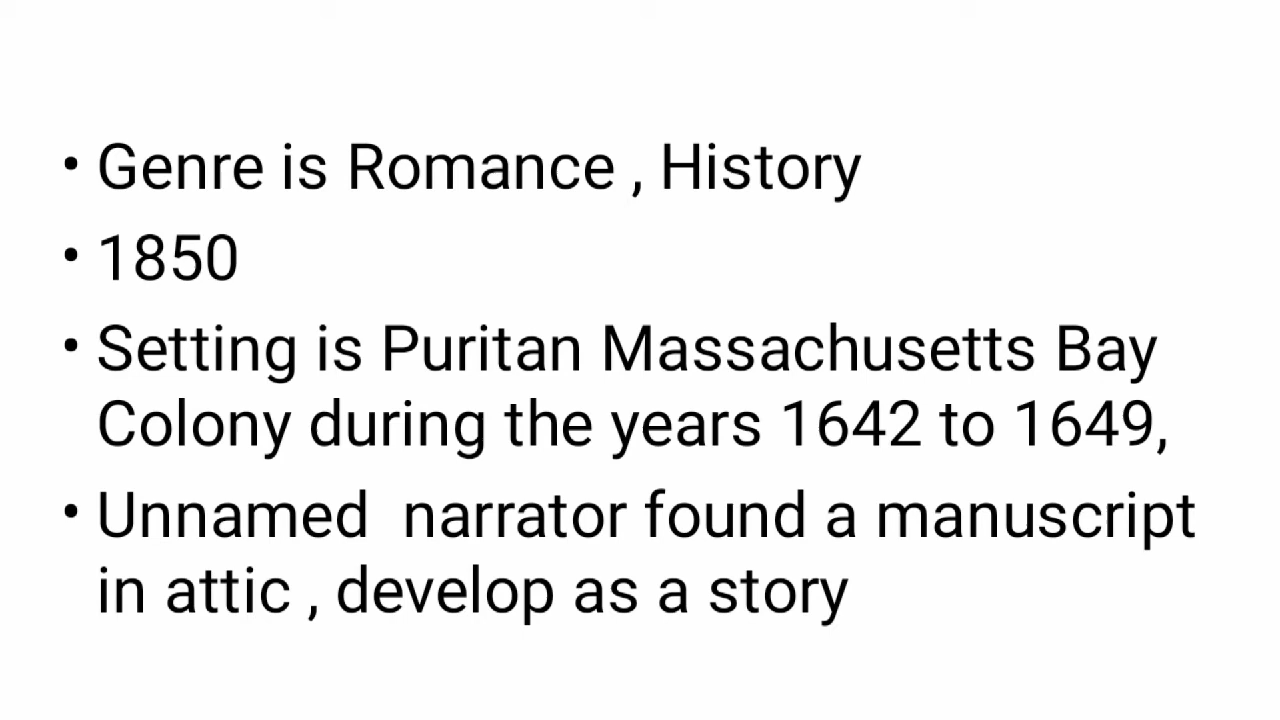 • Genre is Romance , History
• 1850
• Setting is Puritan Massachusetts Bay
Colony during the years 1642 to 1649,
• Unnamed  narrator found a manuscript
in attic , develop as a story